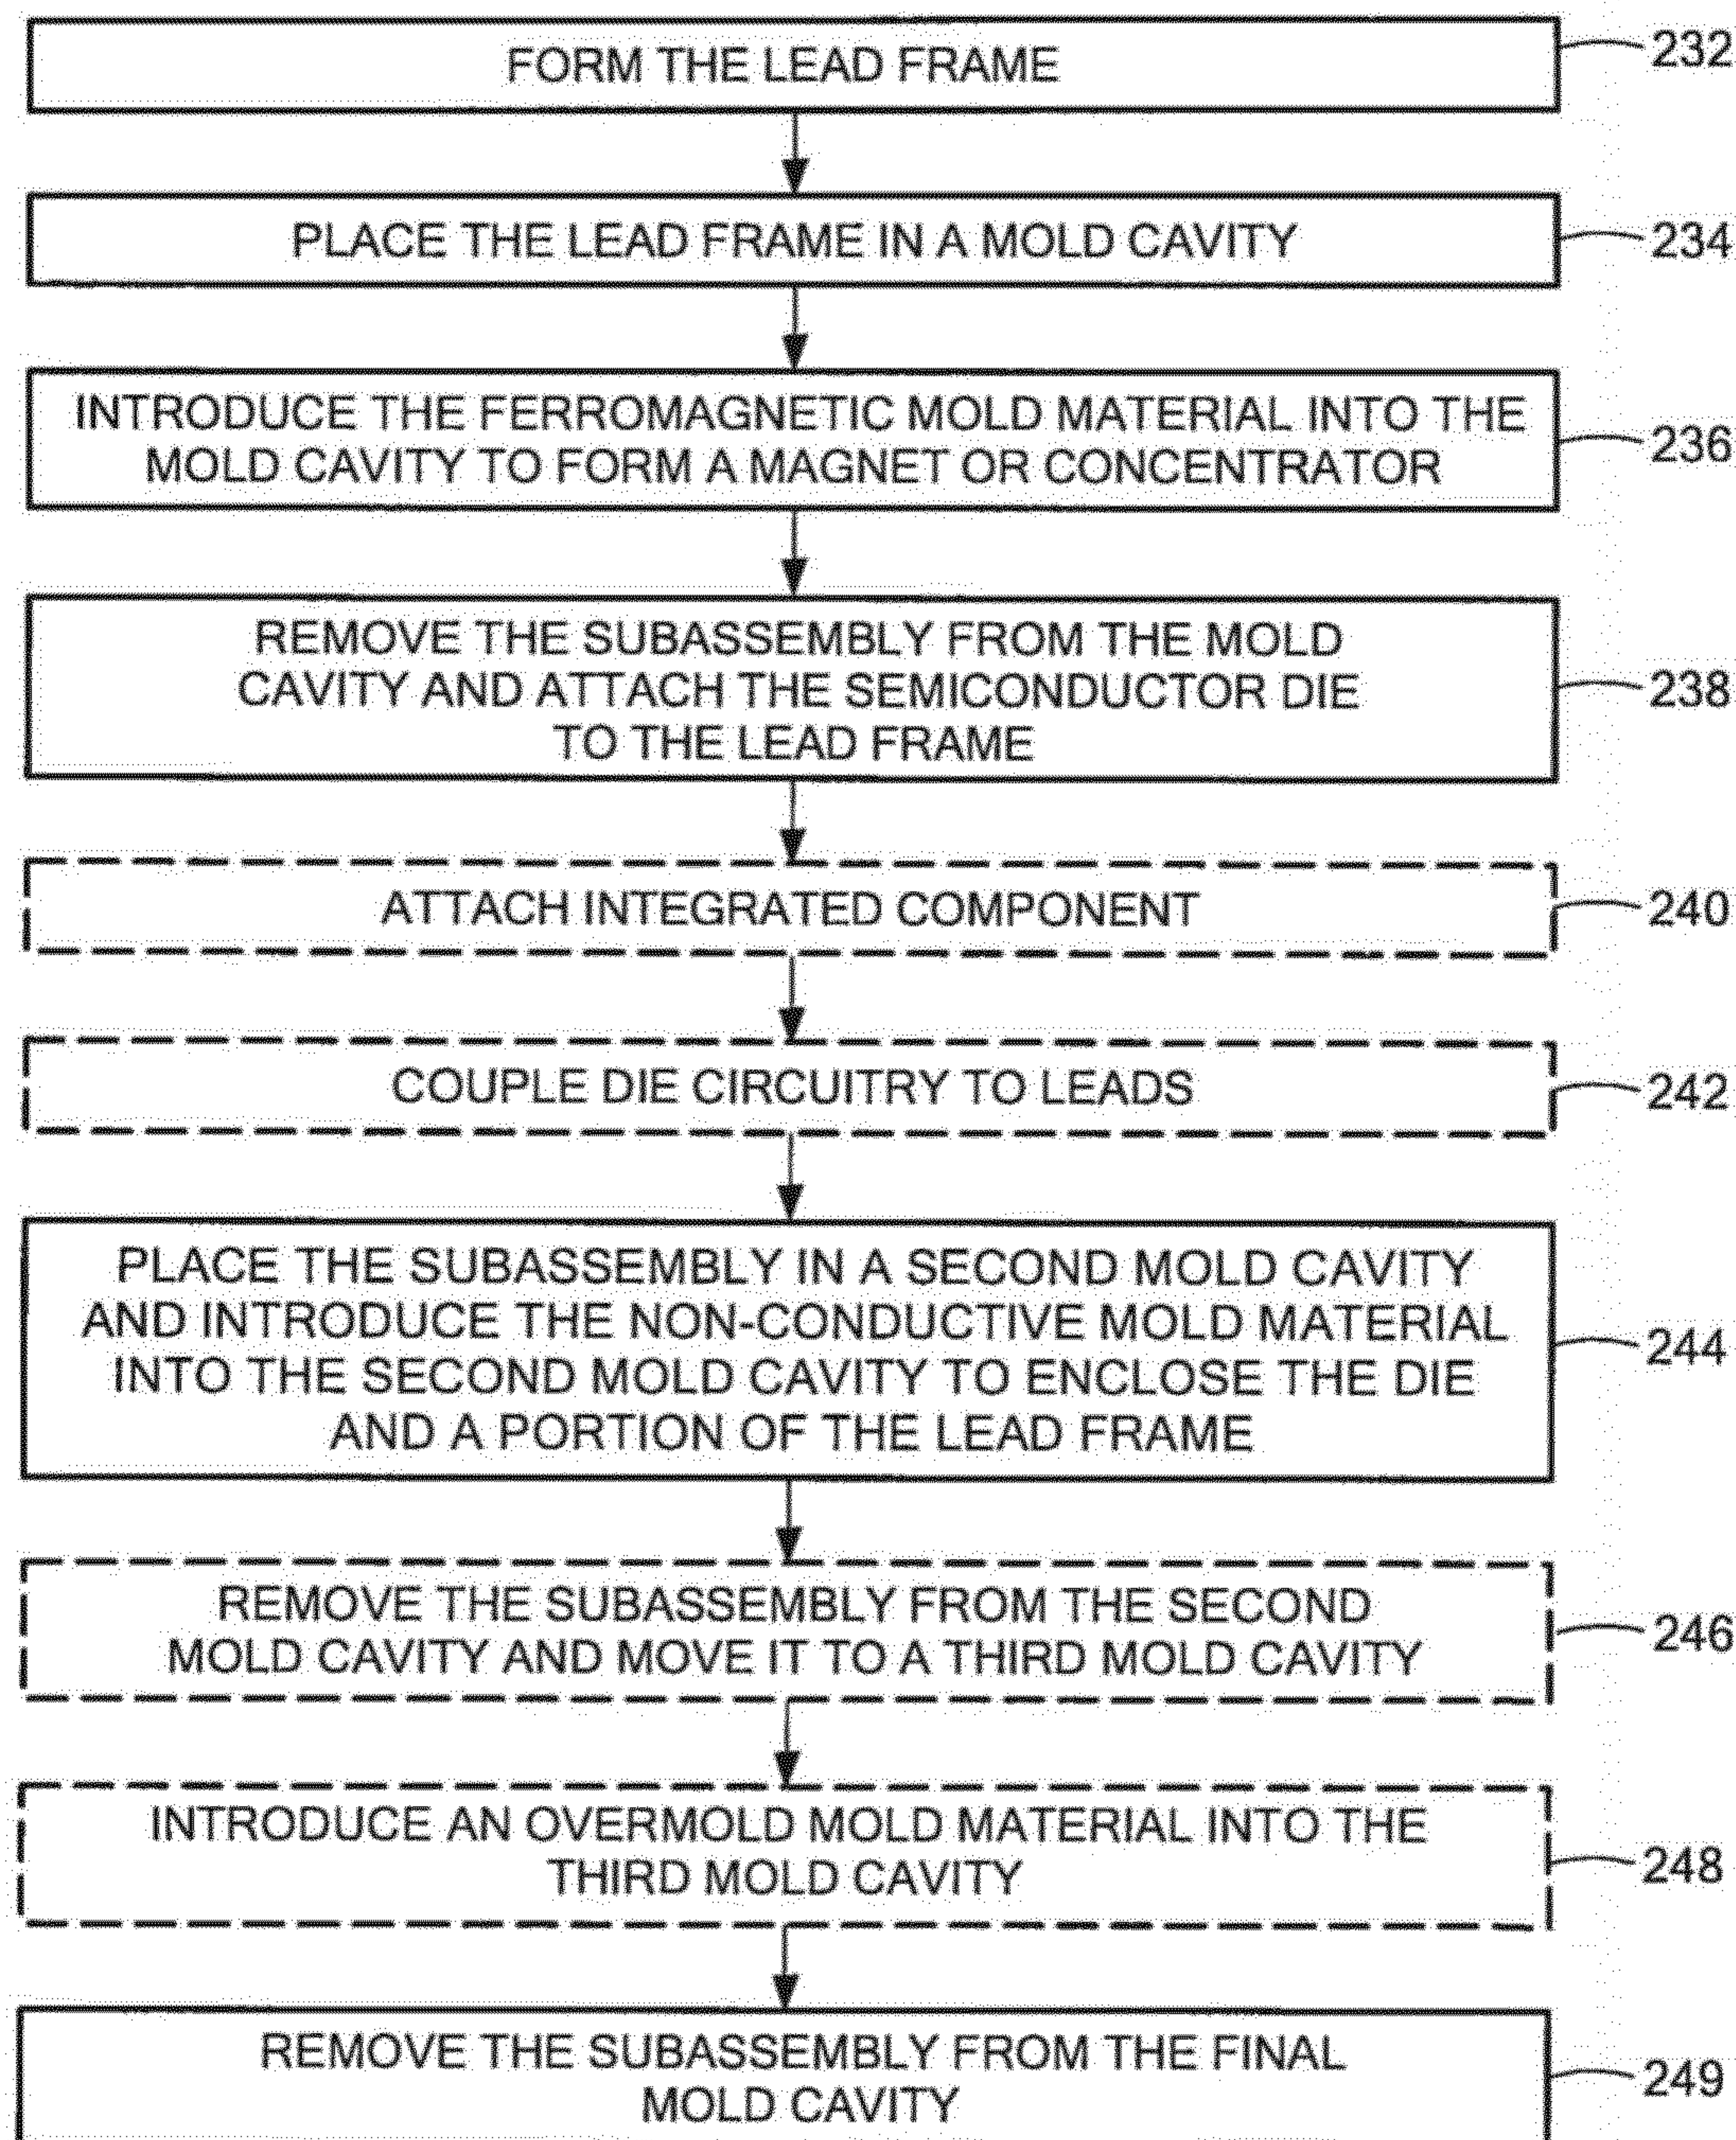 FORM THE LEAD FRAME
232
PLACE THE LEAD FRAME IN A MOLD CAVITY
234
INTRODUCE THE FERROMAGNETIC MOLD MATERIAL INTO THE
MOLD CAVITY TO FORM A MAGNET OR CONCENTRATOR
236
REMOVE THE SUBASSEMBLY FROM THE MOLD
CAVITY AND ATTACH THE SEMICONDUCTOR DIE
TO THE LEAD FRAME
238
ATTACH INTEGRATED COMPONENT
240
COUPLE DIE CIRCUITRY TO LEADS
242
PLACE THE SUBASSEMBLY IN A SECOND MOLD CAVITY
AND INTRODUCE THE NON-CONDUCTIVE MOLD MATERIAL
INTO THE SECOND MOLD CAVITY TO ENCLOSE THE DIE
AND A PORTION OF THE LEAD FRAME
244
REMOVE THE SUBASSEMBLY FROM THE SECOND
MOLD CAVITY AND MOVE IT TO A THIRD MOLD CAVITY
246
INTRODUCE AN OVERMOLD MOLD MATERIAL INTO THE
THIRD MOLD CAVITY
248
REMOVE THE SUBASSEMBLY FROM THE FINAL
MOLD CAVITY
249